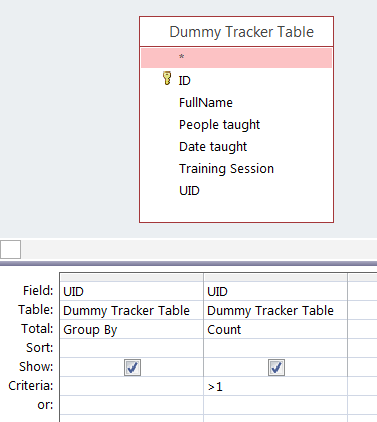 Dummy Tracker Table
*
ID
FullName
People taught
Date taught
Training Session
UID
Field: UID UID
Table: Dummy Tracker Table Dummy Tracker Table
Total: Group By Count
Sort:
Show:
Criteria: >1
or: